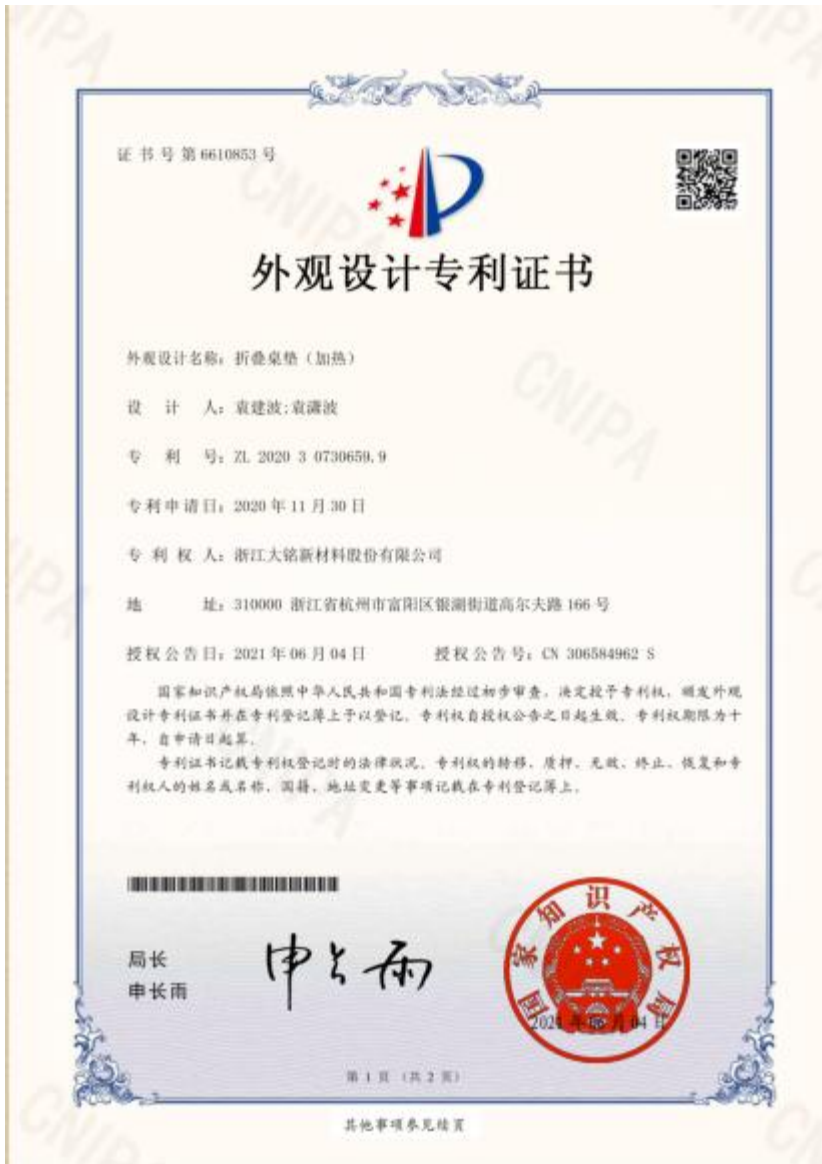 证书号第6610853号
外观设计专利证书
外观设计名称：折叠桌垫（加热）
设计人：袁建波;袁潇波
专利号：ZL 2020 3 0730659.9
专利申请日：2020年11月30日
专利权人：浙江大铭新材料股份有限公司
地址：310000 浙江省杭州市富阳区银湖街道高尔夫路166号
授权公告日：2021年06月04日 授权公告号：CN 306584962 S
国家知识产权局依照中华人民共和国专利法经过初步审查，决定授予专利权，颁发外观
设计专利证书并在专利登记簿上予以登记。专利权自授权公告之日起生效。专利权期限为十
年，自申请日起算。
专利证书记载专利权登记时的法律状况。专利权的转移、质押、无效、终止、恢复和专
利权人的姓名或名称、国籍、地址变更等事项记载在专利登记簿上。
局长
申长雨
申长雨
国家知识产权局
2021年06月04日
第1页（共2页）
其他事项参见续页
CNIPA